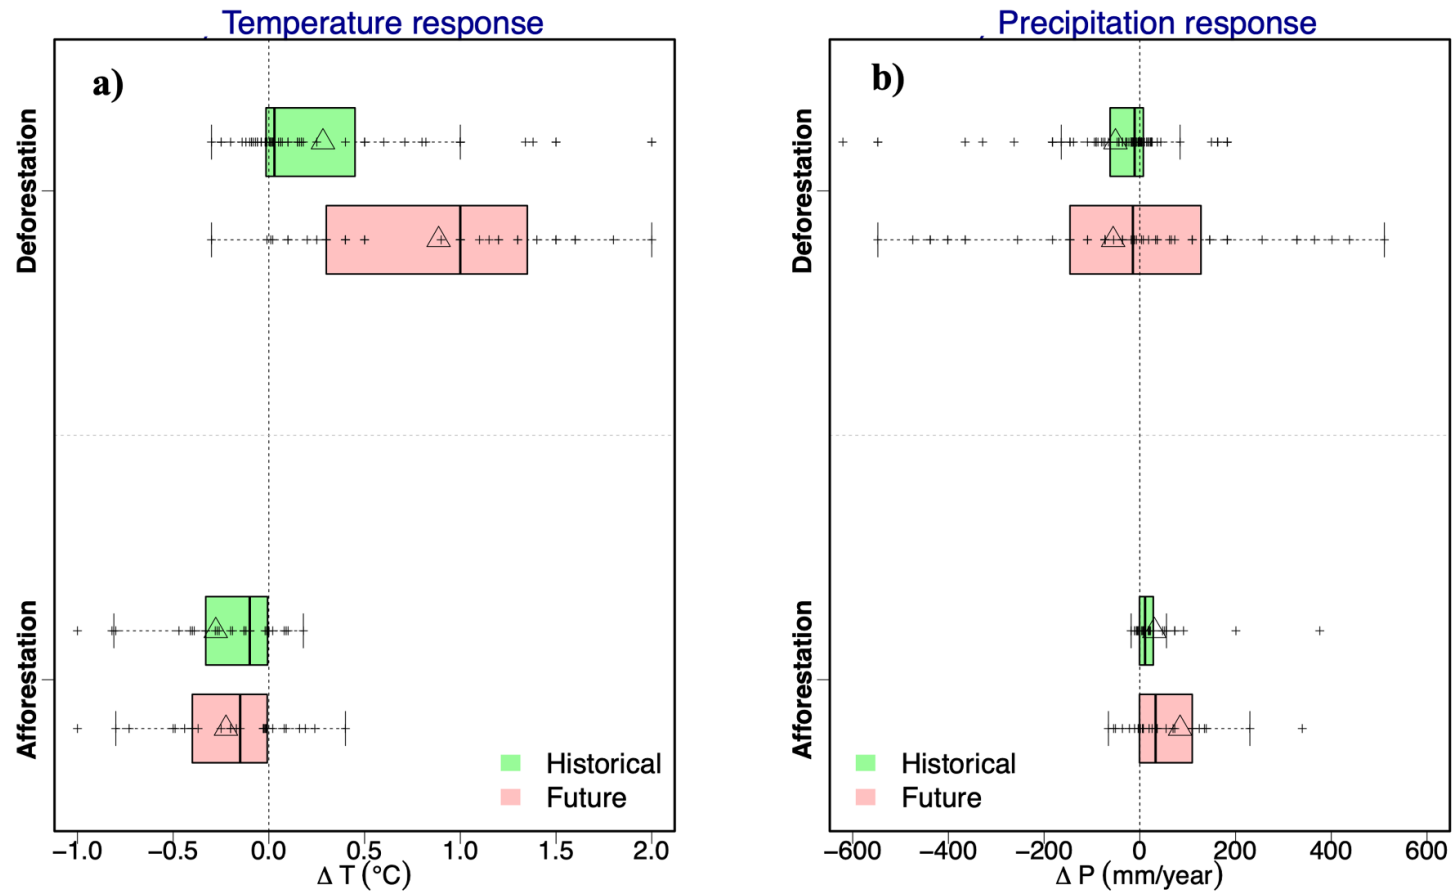 Temperature response
a)
Deforestation
Afforestation
Historical
Future
−1.0 −0.5 0.0 0.5 1.0 1.5 2.0
Δ T (°C)
Precipitation response
b)
Deforestation
Afforestation
Historical
Future
−600 −400 −200 0 200 400 600
Δ P (mm/year)